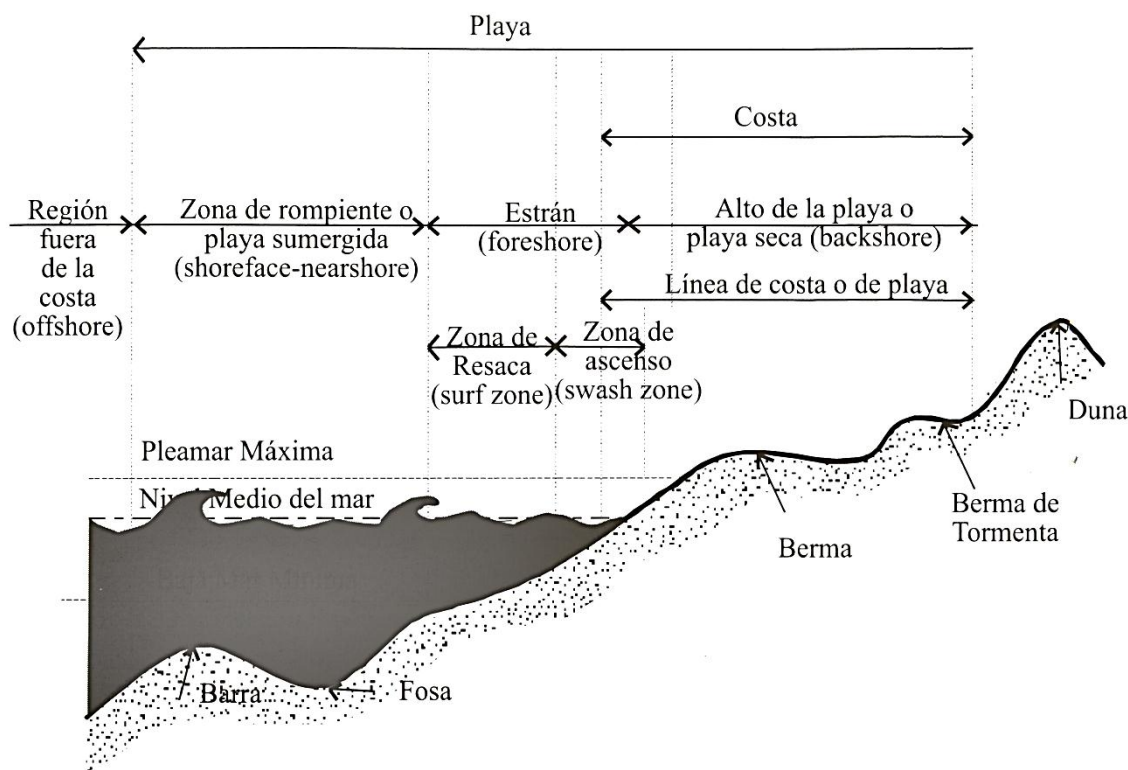 Playa
Costa
Región
fuera
de la
costa
(offshore)
Zona de rompiente o
playa sumergida
(shoreface-nearshore)
Estrán
(foreshore)
Alto de la playa o
playa seca (backshore)
Línea de costa o de playa
Zona de
Resaca
(surf zone)
Zona de
ascenso
(swash zone)
Duna
Pleamar Máxima
Nivel Medio del mar
Berma de
Tormenta
Berma
Barra
Fosa